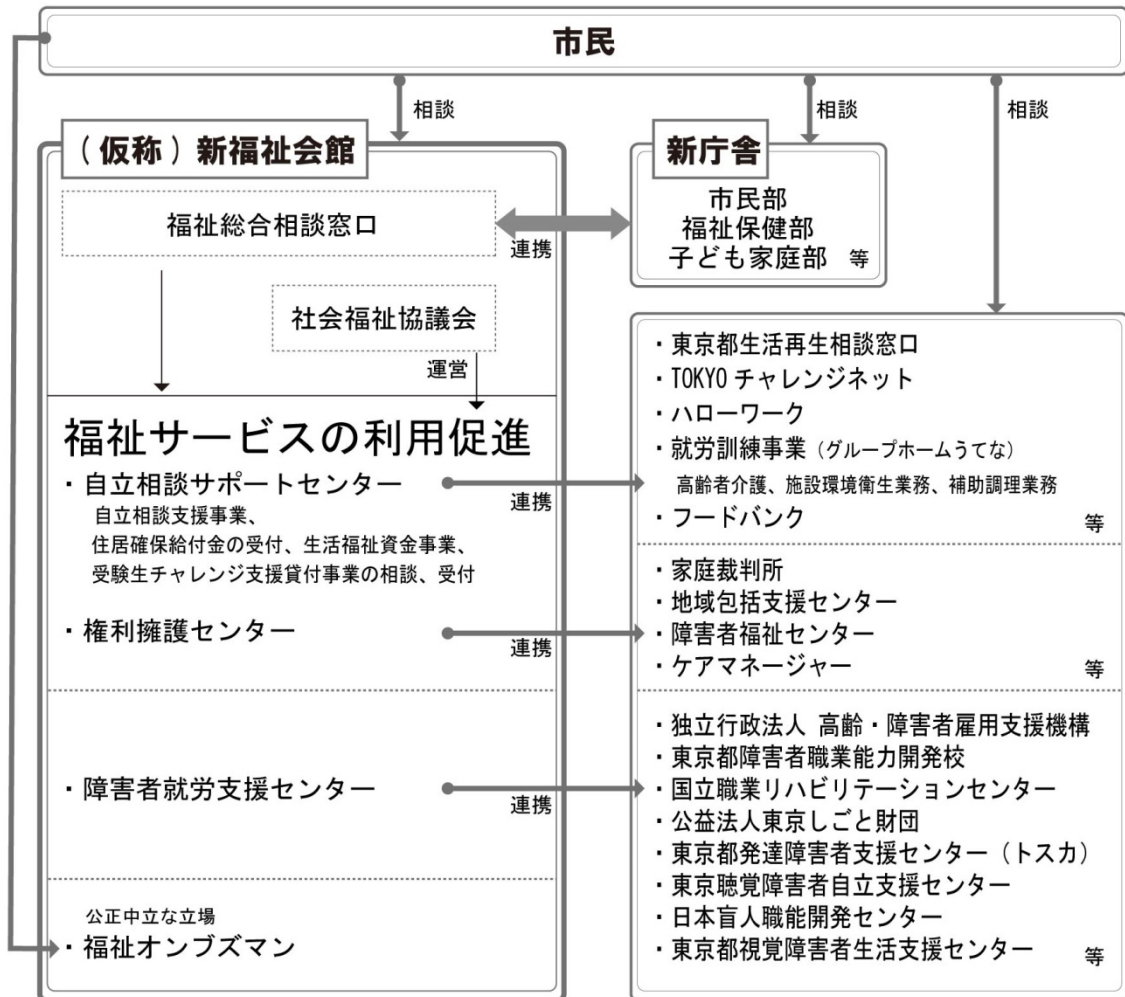 市民
相談
相談
相談
(仮称)新福祉会館
福祉総合相談窓口
連携
社会福祉協議会
運営
新庁舎
市民部
福祉保健部
子ども家庭部 等
福祉サービスの利用促進
・自立相談サポートセンター
自立相談支援事業、
住居確保給付金の受付、生活福祉資金事業、
受験生チャレンジ支援貸付事業の相談、受付
連携
・権利擁護センター
連携
・障害者就労支援センター
連携
公正中立な立場
・福祉オンブズマン
・東京都生活再生相談窓口
・TOKYO チャレンジネット
・ハローワーク
・就労訓練事業(グループホームうてな)
高齢者介護、施設環境衛生業務、補助調理業務
・フードバンク 等
・家庭裁判所
・地域包括支援センター
・障害者福祉センター
・ケアマネージャー 等
・独立行政法人 高齢・障害者雇用支援機構
・東京都障害者職業能力開発校
・国立職業リハビリテーションセンター
・公益法人東京しごと財団
・東京都発達障害者支援センター(トスカ)
・東京聴覚障害者自立支援センター
・日本盲人職能開発センター
・東京都視覚障害者生活支援センター 等